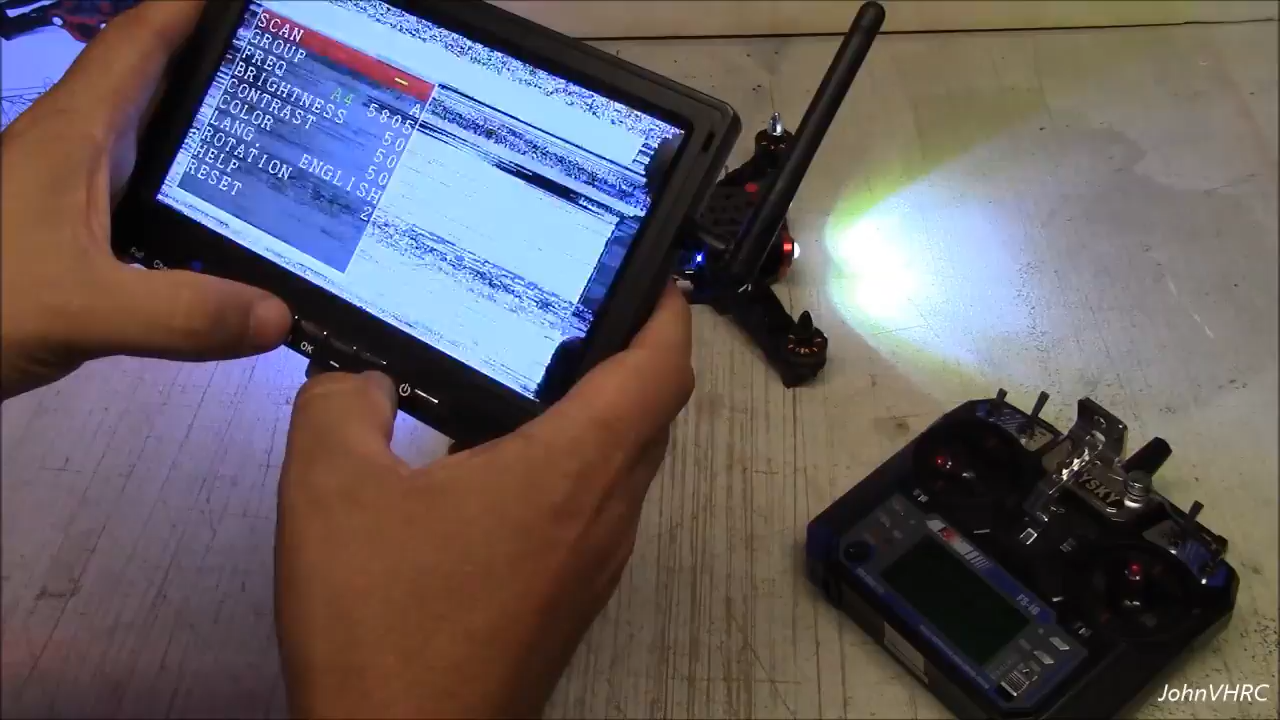 SCAN
GROUP A
FREQ A4 5805
BRIGHTNESS 50
CONTRAST 50
COLOR 50
LANG. ENGLISH
ROTATION 2
HELP
RESET
OK
YSKY
FS-i6
JohnVHRC